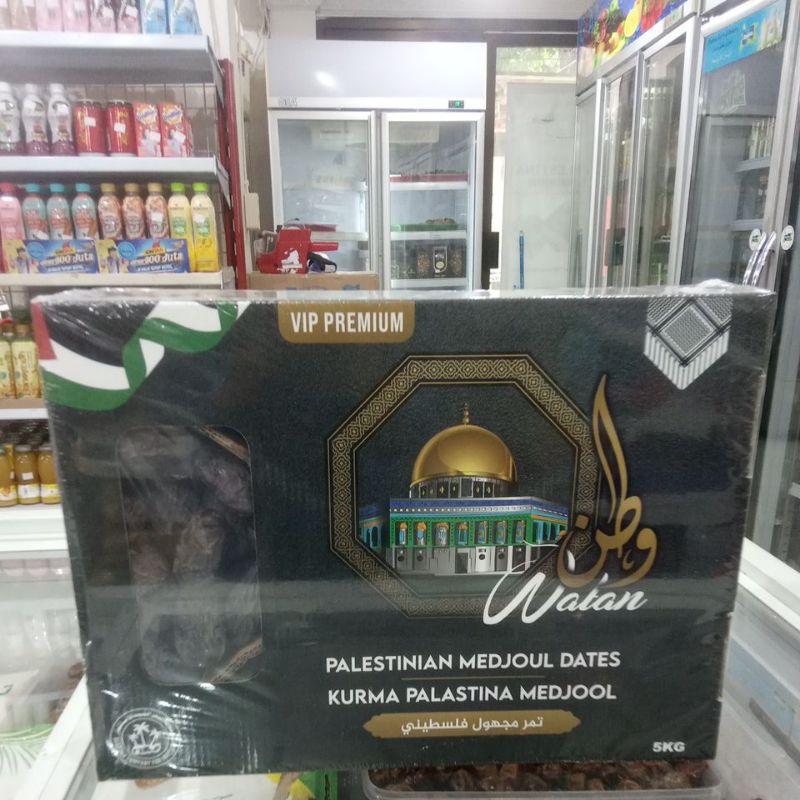 VIP PREMIUM
وطن
Watan
PALESTINIAN MEDJOUL DATES
KURMA PALASTINA MEDJOOL
تمر مجهول فلسطيني
5KG